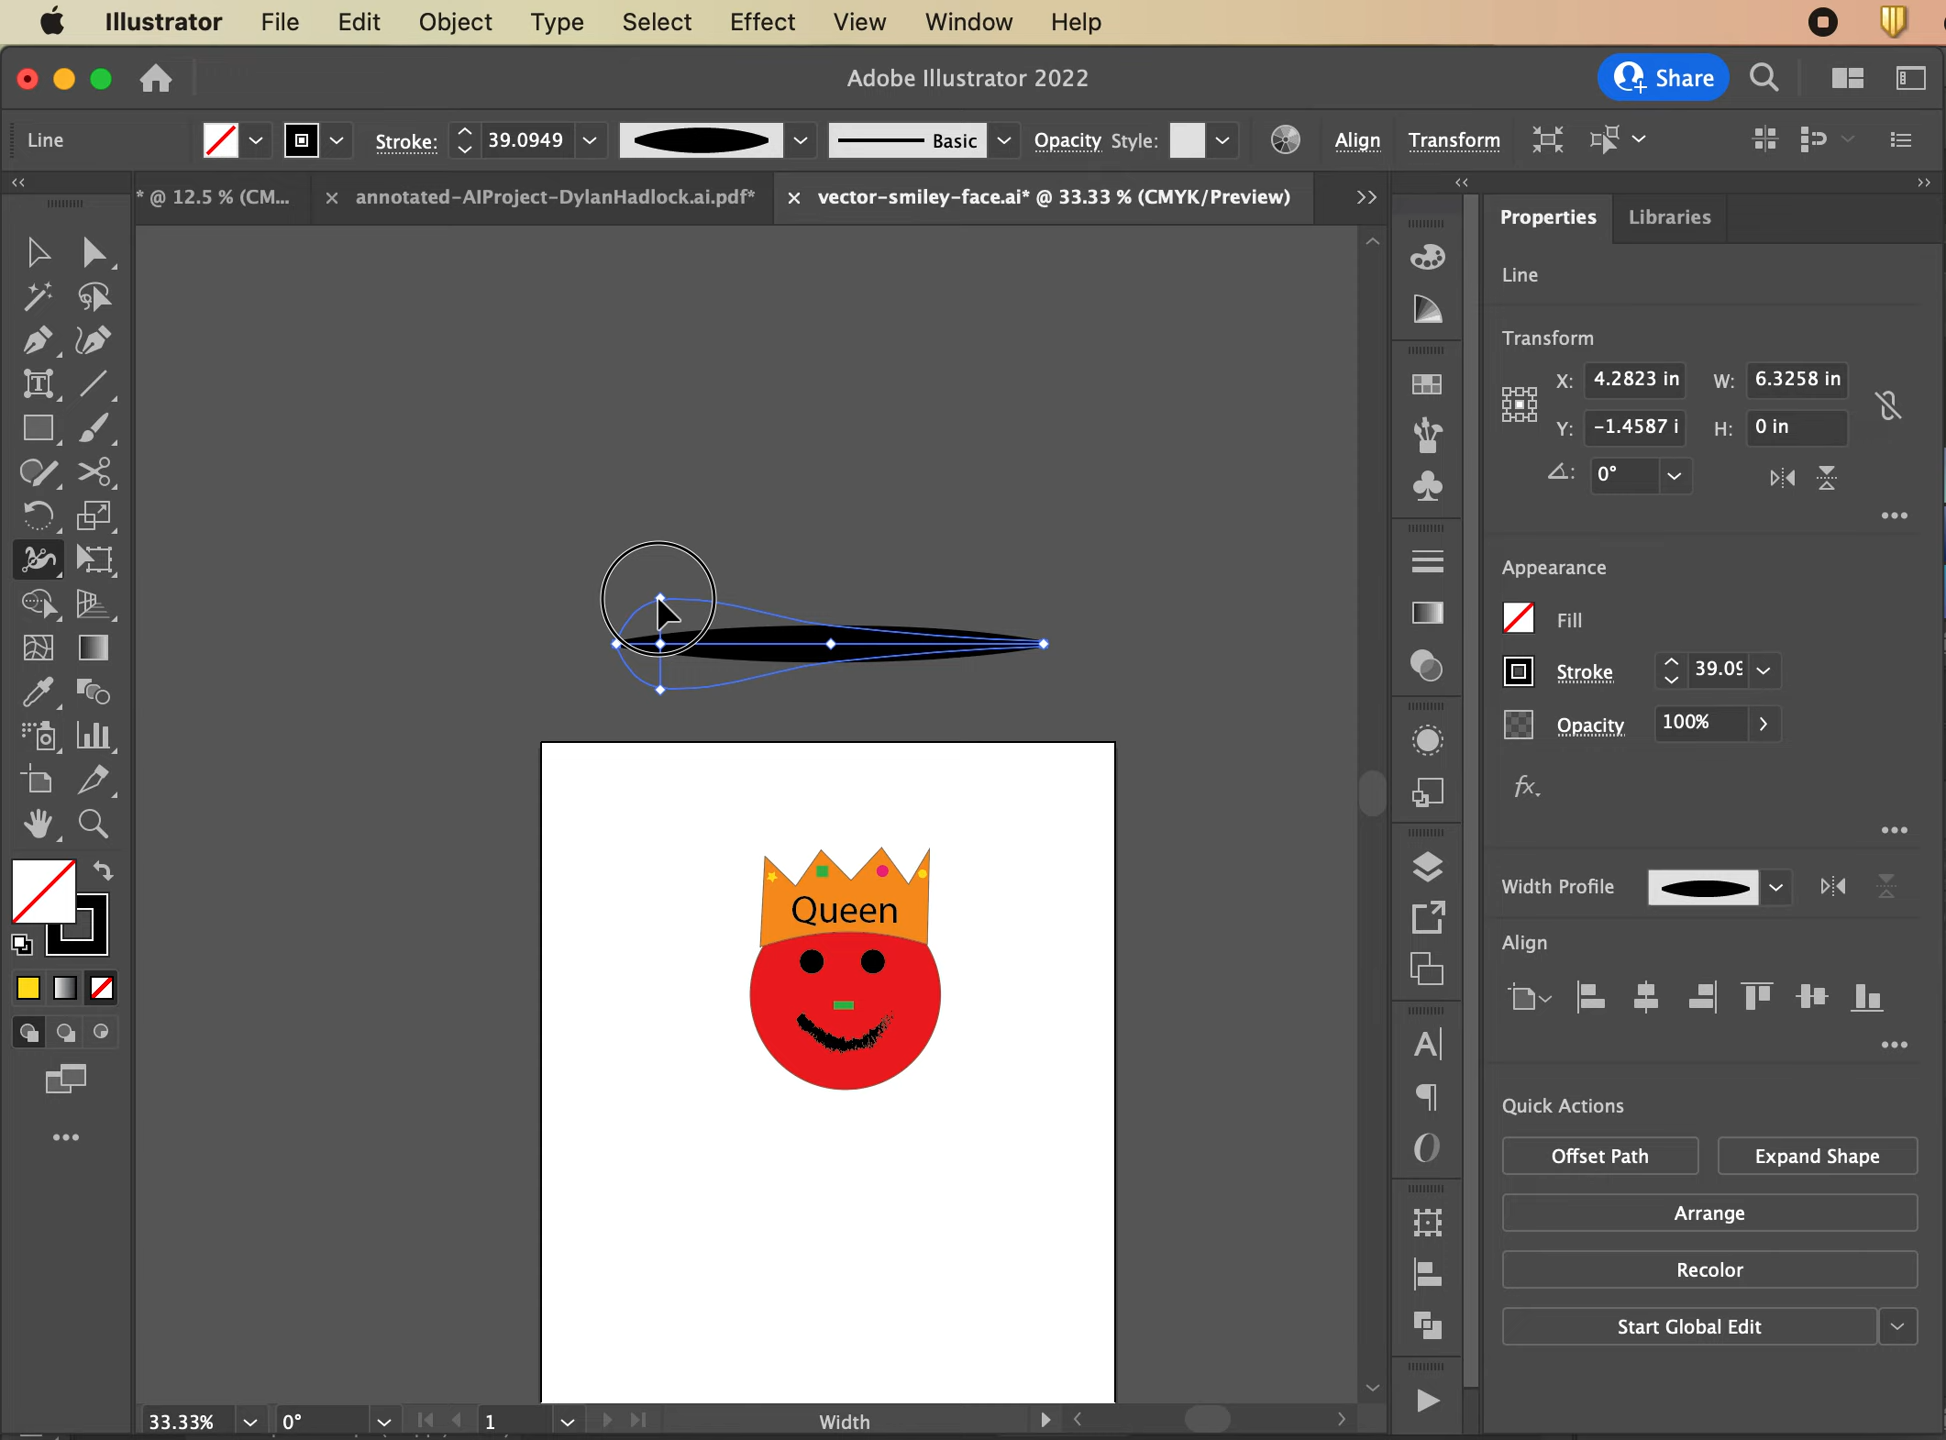 Illustrator File Edit Object Type Select Effect View Window Help
Adobe Illustrator 2022
Share
Line Stroke: 39.0949 Basic Opacity Style: Align Transform
* @ 12.5 % (CM... × annotated-AIProject-DylanHadlock.ai.pdf* × vector-smiley-face.ai* @ 33.33 % (CMYK/Preview)
Properties Libraries
Line
Transform
X: 4.2823 in W: 6.3258 in
Y: -1.4587 i H: 0 in
0°
Appearance
Fill
Stroke 39.09
Opacity 100%
fx
Width Profile
Align
Quick Actions
Offset Path Expand Shape
Arrange
Recolor
Start Global Edit
Queen
33.33% 0° 1 Width